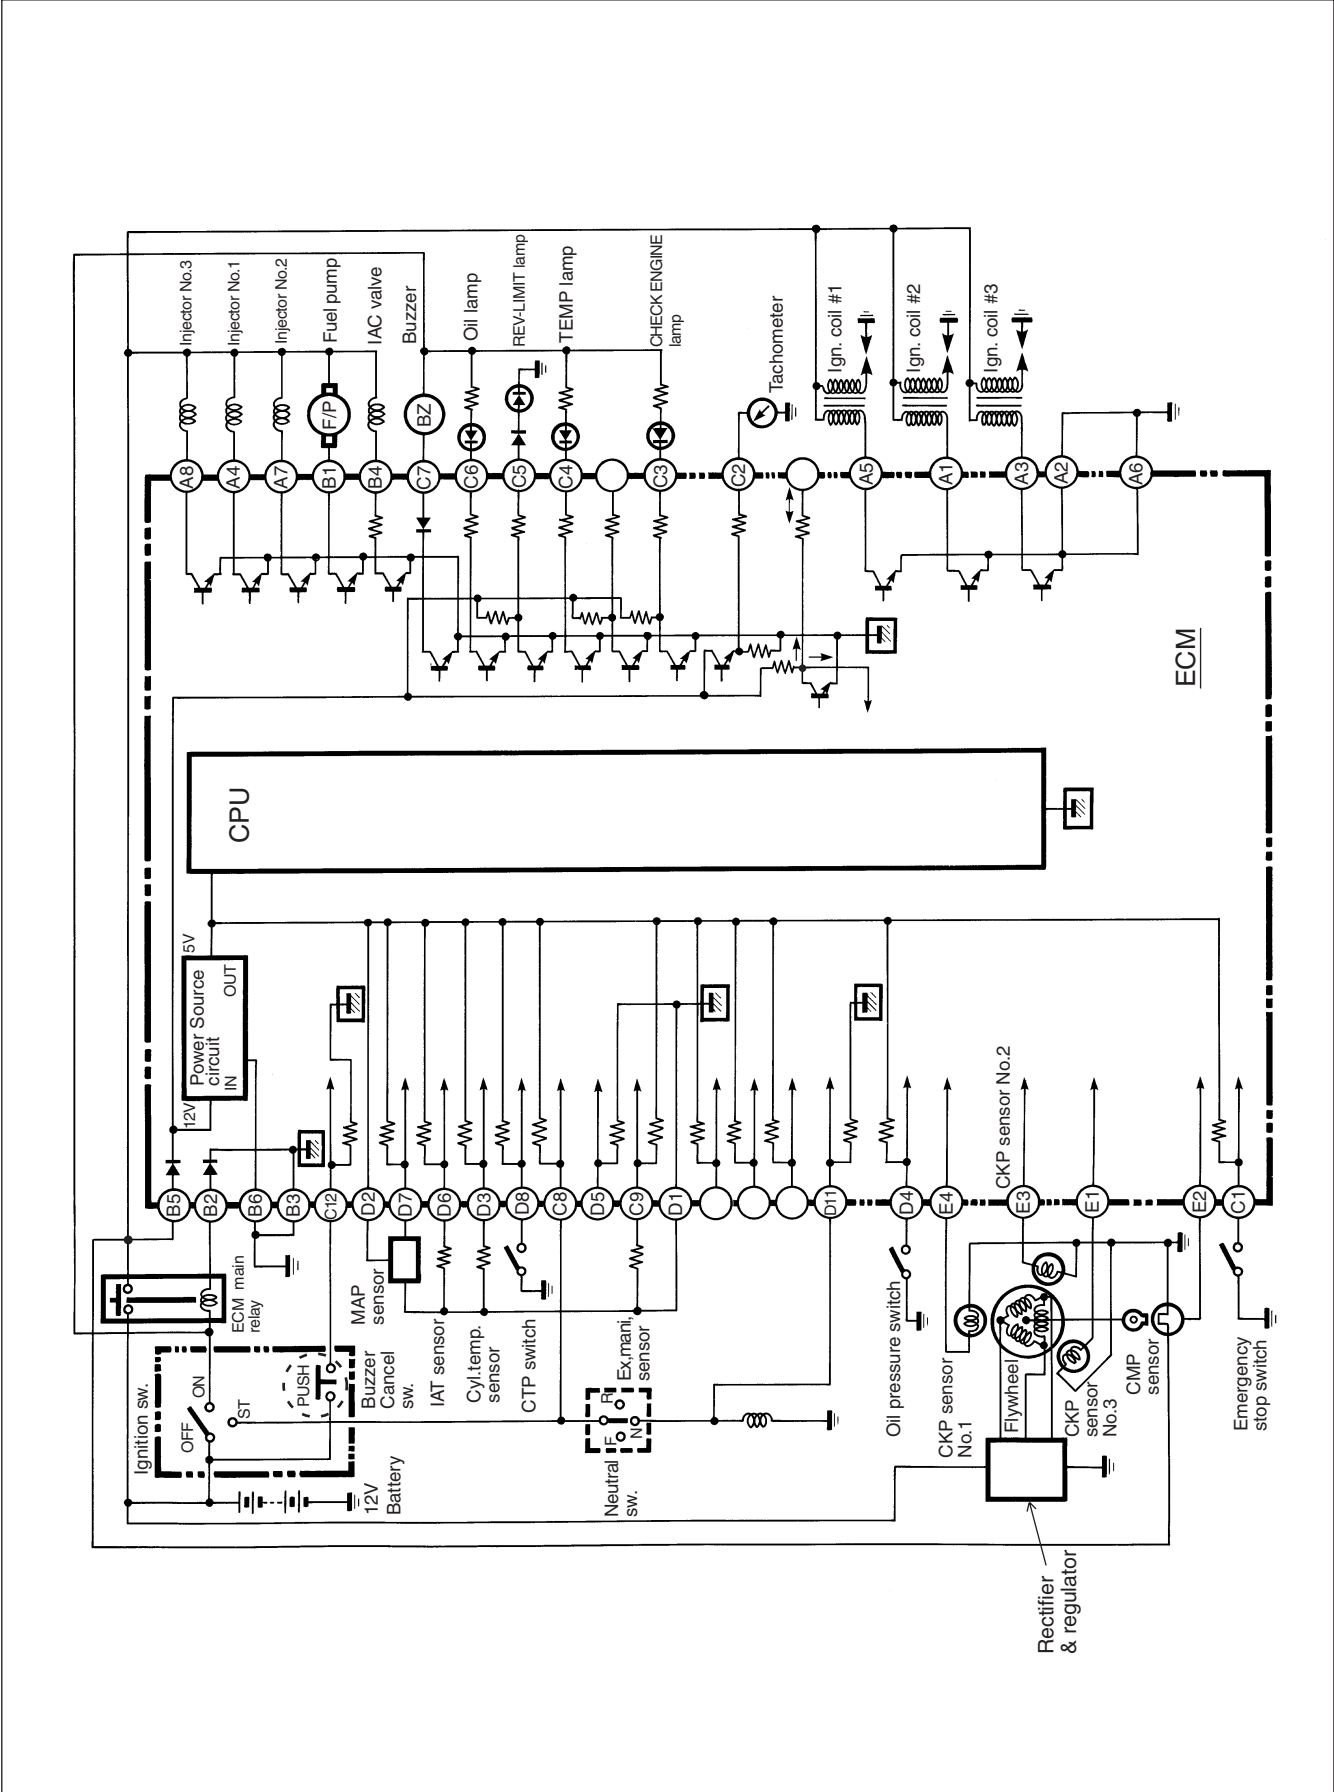 Injector No.3
Injector No.1
Injector No.2
Fuel pump
IAC valve
Buzzer
Oil lamp
REV-LIMIT lamp
TEMP lamp
CHECK ENGINE
lamp
Tachometer
Ign. coil #1
Ign. coil #2
Ign. coil #3
F/P
BZ
A8
A4
A7
B1
B4
C7
C6
C5
C4
C3
C2
A5
A1
A3
A2
A6
ECM
CPU
5V
Power Source
circuit
OUT
IN
12V
B5
B2
B6
B3
C12
D2
D7
D6
D3
D8
C8
D5
C9
D1
D11
D4
E4
E3
E1
E2
C1
CKP sensor No.2
ECM main
relay
Ignition sw.
OFF
ON
ST
PUSH
Buzzer
Cancel
sw.
12V
Battery
MAP
sensor
IAT sensor
Cyl.temp.
sensor
CTP switch
Ex,mani,
sensor
Neutral
sw.
F
N
R
Oil pressure switch
CKP sensor
No.1
Flywheel
CKP
sensor
No.3
CMP
sensor
Emergency
stop switch
Rectifier
& regulator